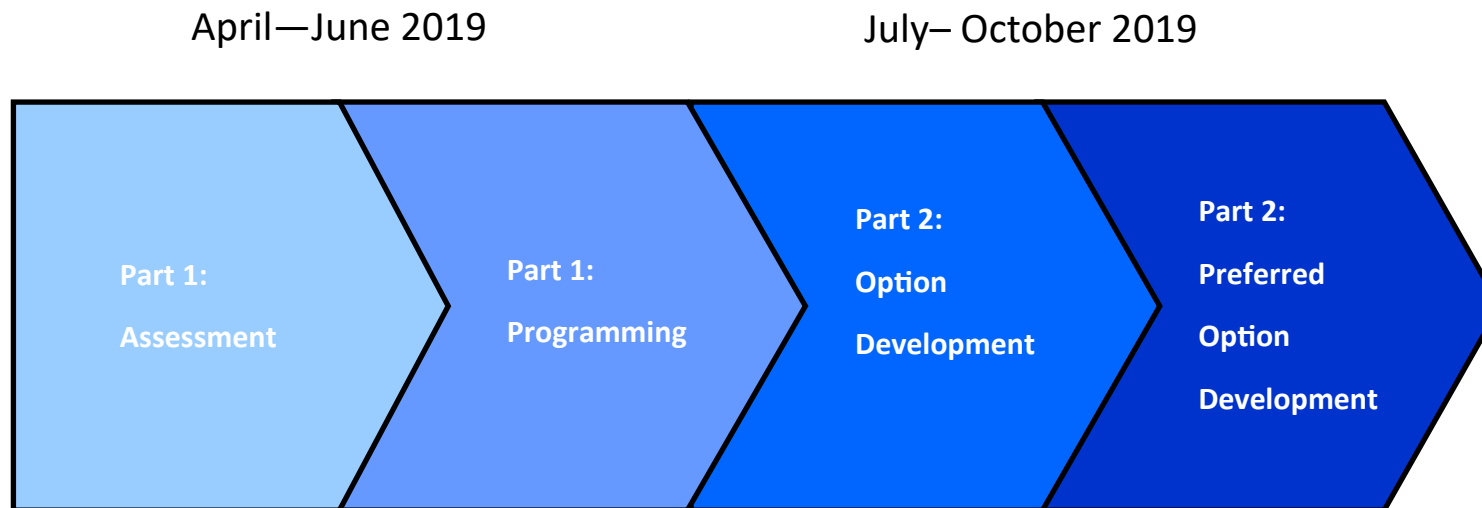 April—June 2019
July– October 2019
Part 1:
Assessment
Part 1:
Programming
Part 2:
Option
Development
Part 2:
Preferred
Option
Development